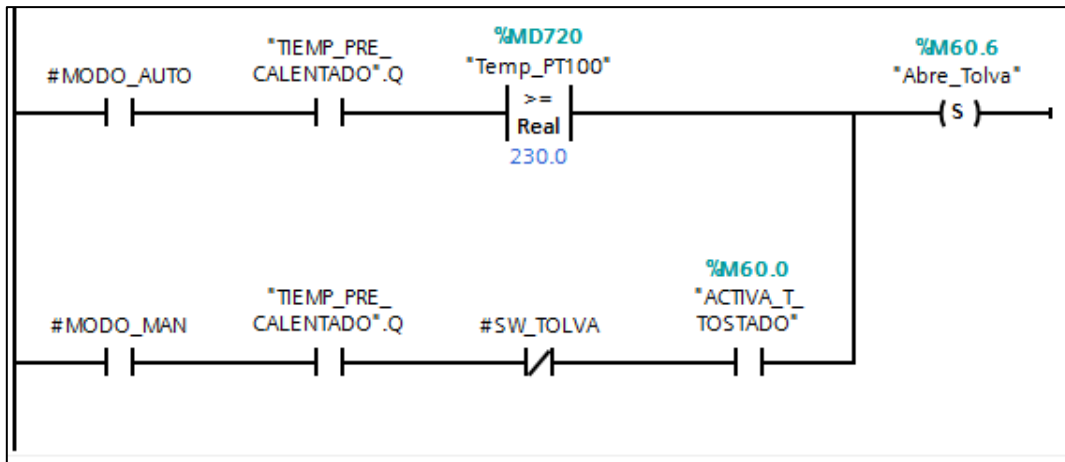 %MD720
%M60.6
"TIEMP_PRE_
#MODO_AUTO
CALENTADO".Q
"Temp_PT100"
"Abre_Tolva"
>=
Real
S
230.0
%M60.0
"TIEMP_PRE_
"ACTIVA_T_
#MODO_MAN
CALENTADO".Q
#SW_TOLVA
TOSTADO"